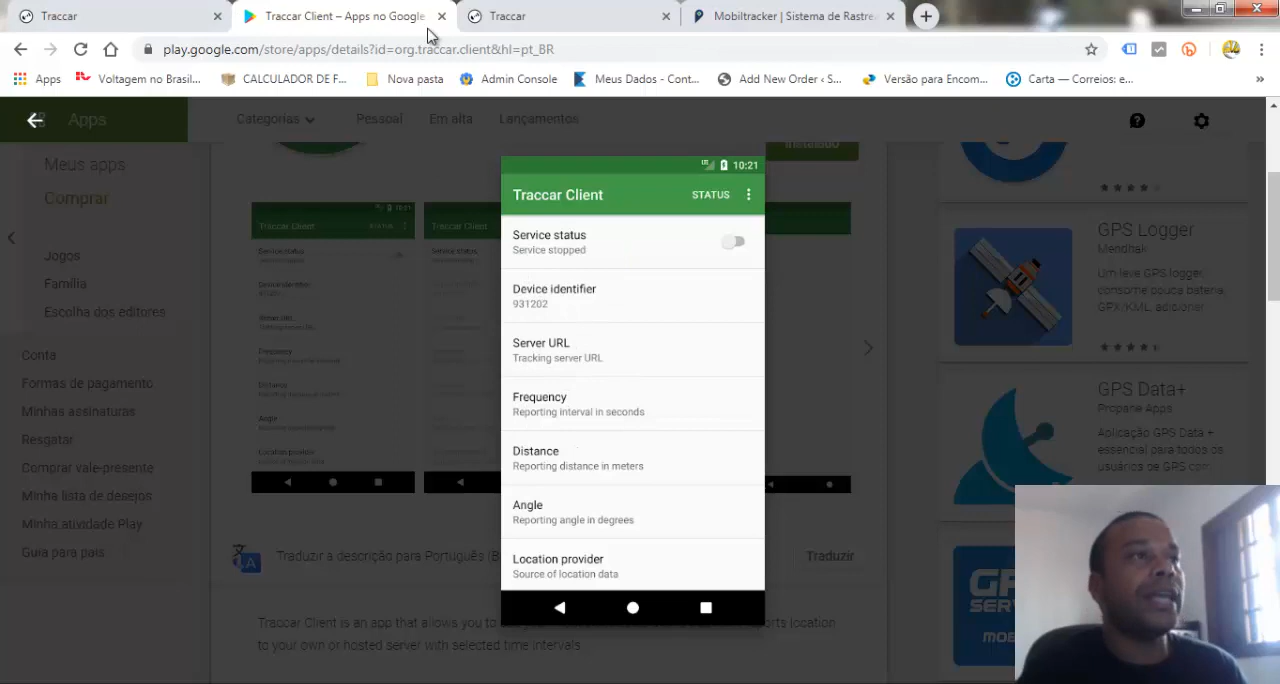 Traccar
Traccar Client – Apps no Google
Traccar
Mobiltracker | Sistema de Rastre
play.google.com/store/apps/details?id=org.traccar.client&hl=pt_BR
Apps
Voltagem no Brasil...
CALCULADOR DE F...
Nova pasta
Admin Console
Meus Dados - Cont...
Add New Order ‹ S...
Versão para Encom...
Carta — Correios: e...
Apps
Categorias
Pessoal
Em alta
Lançamentos
Meus apps
Comprar
Jogos
Família
Escolha dos editores
Conta
Formas de pagamento
Minhas assinaturas
Resgatar
Comprar vale-presente
Minha lista de desejos
Minha atividade Play
Guia para pais
Traccar Client
STATUS
10:21
Traccar Client
STATUS
Service status
Service stopped
Device identifier
931202
Server URL
Tracking server URL
Frequency
Reporting interval in seconds
Distance
Reporting distance in meters
Angle
Reporting angle in degrees
Location provider
Source of location data
Traduzir a descrição para Português (B
Traduzir
Traccar Client is an app that allows you to
ports location
to your own or hosted server with selected time intervals
GPS Logger
Mendhak
Um leve GPS logger,
consome pouca bateria,
GPX/KML, adicionar
GPS Data+
Propane Apps
Aplicação GPS Data +
essencial para todos os
usuários de GPS com